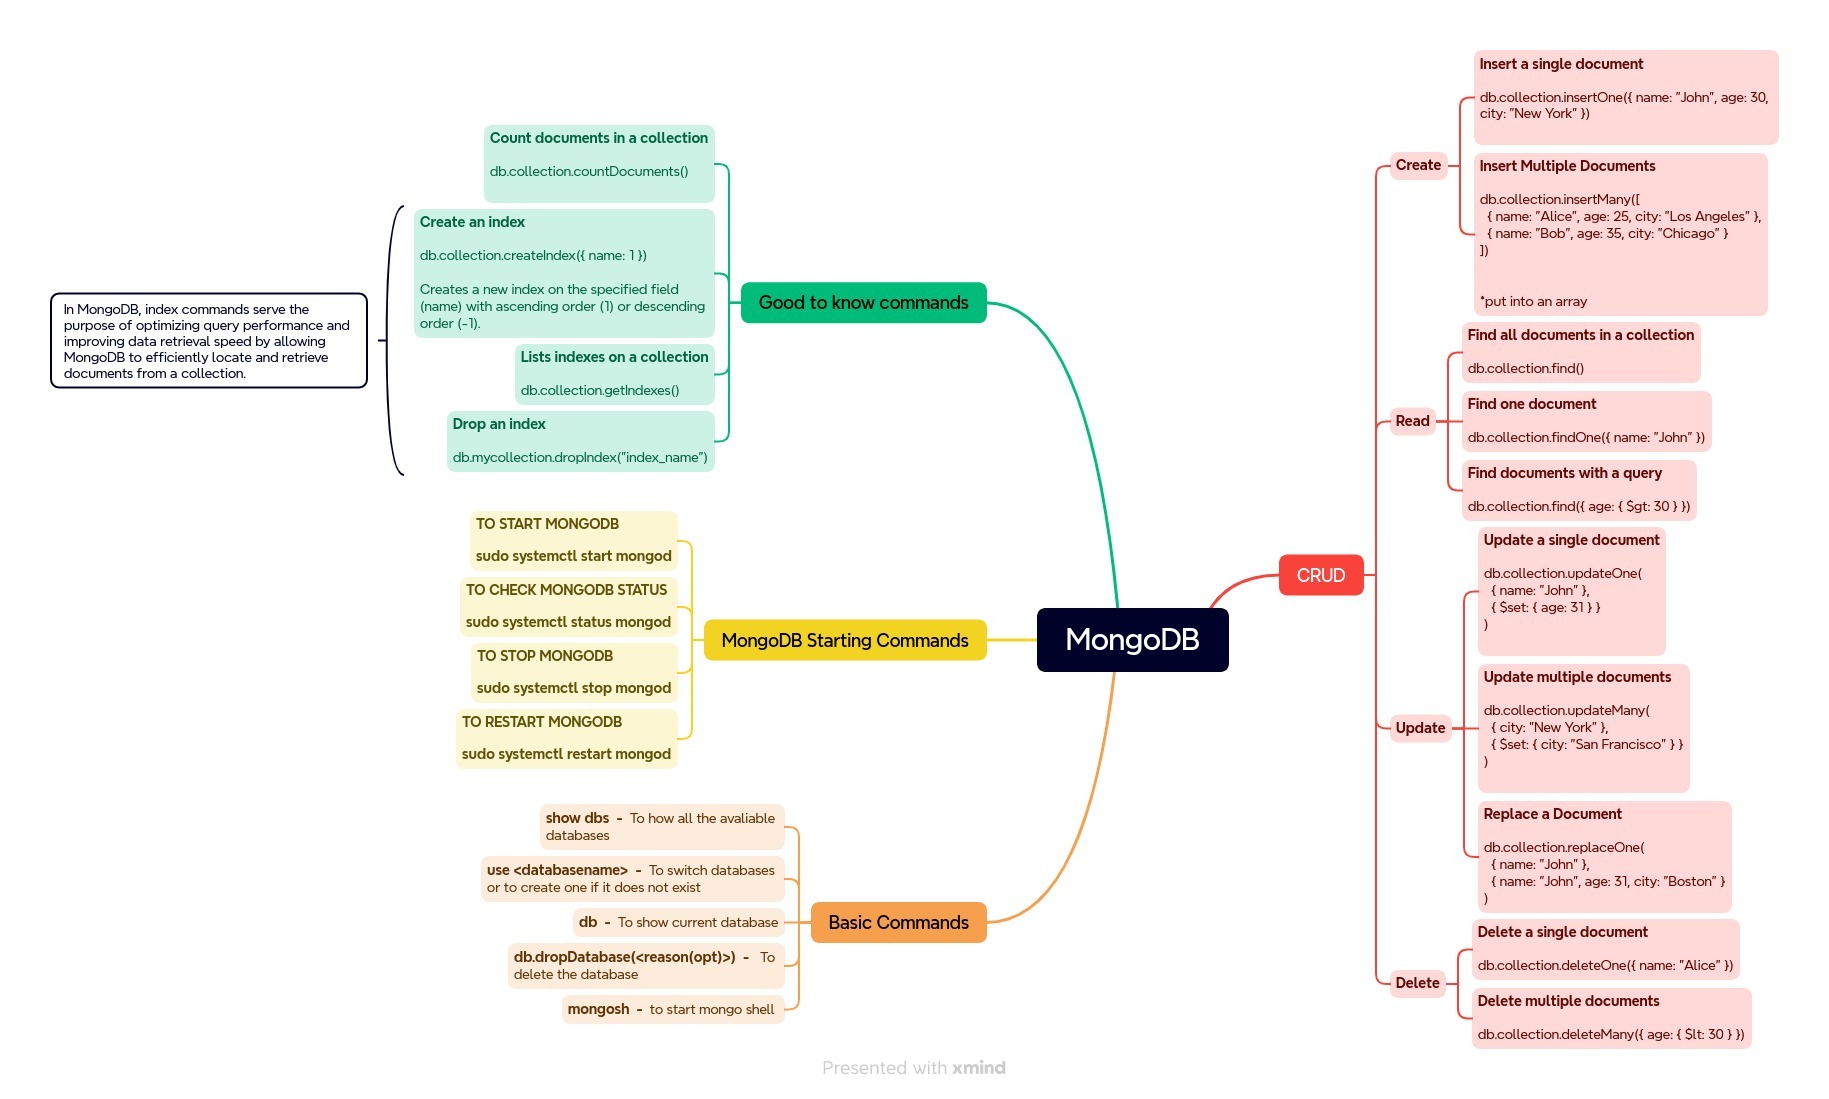 MongoDB
Good to know commands
Count documents in a collection
db.collection.countDocuments()
Create an index
db.collection.createIndex({ name: 1 })
Creates a new index on the specified field
(name) with ascending order (1) or descending
order (-1).
Lists indexes on a collection
db.collection.getIndexes()
Drop an index
db.mycollection.dropIndex("index_name")
In MongoDB, index commands serve the
purpose of optimizing query performance and
improving data retrieval speed by allowing
MongoDB to efficiently locate and retrieve
documents from a collection.
MongoDB Starting Commands
TO START MONGODB
sudo systemctl start mongod
TO CHECK MONGODB STATUS
sudo systemctl status mongod
TO STOP MONGODB
sudo systemctl stop mongod
TO RESTART MONGODB
sudo systemctl restart mongod
Basic Commands
show dbs - To how all the avaliable
databases
use <databasename> - To switch databases
or to create one if it does not exist
db - To show current database
db.dropDatabase(<reason(opt)>) - To
delete the database
mongosh - to start mongo shell
CRUD
Create
Insert a single document
db.collection.insertOne({ name: "John", age: 30,
city: "New York" })
Insert Multiple Documents
db.collection.insertMany([
{ name: "Alice", age: 25, city: "Los Angeles" },
{ name: "Bob", age: 35, city: "Chicago" }
])
*put into an array
Read
Find all documents in a collection
db.collection.find()
Find one document
db.collection.findOne({ name: "John" })
Find documents with a query
db.collection.find({ age: { $gt: 30 } })
Update
Update a single document
db.collection.updateOne(
{ name: "John" },
{ $set: { age: 31 } }
)
Update multiple documents
db.collection.updateMany(
{ city: "New York" },
{ $set: { city: "San Francisco" } }
)
Replace a Document
db.collection.replaceOne(
{ name: "John" },
{ name: "John", age: 31, city: "Boston" }
)
Delete
Delete a single document
db.collection.deleteOne({ name: "Alice" })
Delete multiple documents
db.collection.deleteMany({ age: { $lt: 30 } })
Presented with xmind